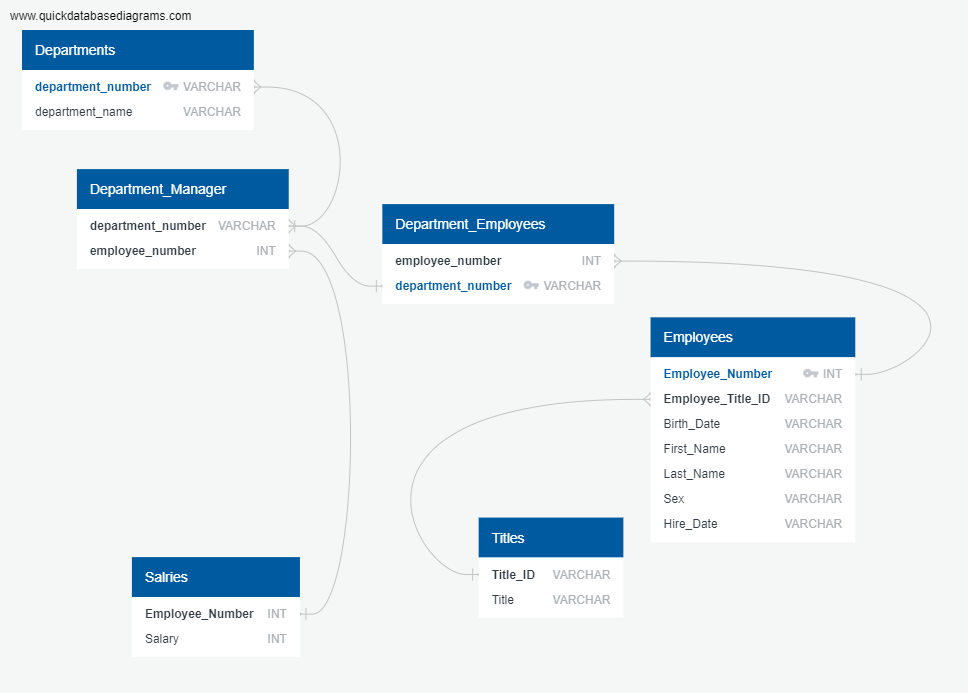 www.quickdatabasediagrams.com
Departments
department_number VARCHAR
department_name VARCHAR
Department_Manager
department_number VARCHAR
employee_number INT
Department_Employees
employee_number INT
department_number VARCHAR
Employees
Employee_Number INT
Employee_Title_ID VARCHAR
Birth_Date VARCHAR
First_Name VARCHAR
Last_Name VARCHAR
Sex VARCHAR
Hire_Date VARCHAR
Titles
Title_ID VARCHAR
Title VARCHAR
Salries
Employee_Number INT
Salary INT